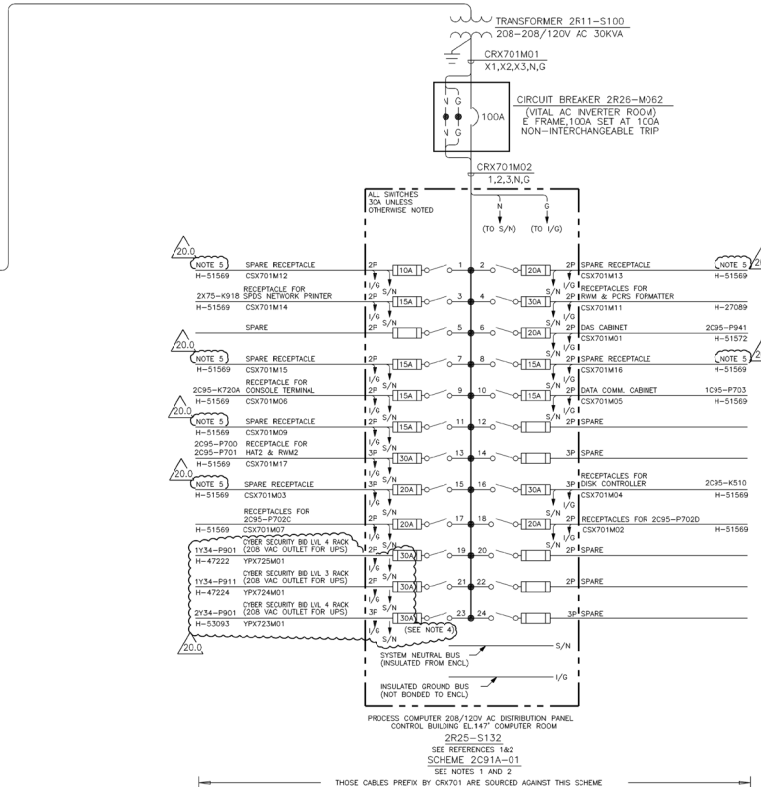 TRANSFORMER 2R11-S100
208-208/120V AC 30KVA
CRX701M01
X1,X2,X3,N,G
N G
N G
100A
CIRCUIT BREAKER 2R26-M062
(VITAL AC INVERTER ROOM)
E FRAME,100A SET AT 100A
NON-INTERCHANGEABLE TRIP
CRX701M02
1,2,3,N,G
ALL SWITCHES
30A UNLESS
OTHERWISE NOTED
N G
(TO S/N) (TO I/G)
20.0
NOTE 5 SPARE RECEPTACLE 2P 10A 1 2 20A 2P SPARE RECEPTACLE NOTE 5
H-51569 CSX701M12 I/G S/N S/N I/G CSX701M13 H-51569
RECEPTACLE FOR RECEPTACLES FOR
2X75-K918 SPDS NETWORK PRINTER 2P 15A 3 4 30A 2P RWM & PCRS FORMATTER
H-51569 CSX701M14 I/G S/N S/N I/G CSX701M11 H-27089
SPARE 2P 5 6 20A 2P DAS CABINET 2C95-P941
S/N I/G CSX701M01 H-51572
20.0
NOTE 5 SPARE RECEPTACLE 15A 7 8 15A 2P SPARE RECEPTACLE NOTE 5
H-51569 CSX701M15 I/G S/N S/N I/G CSX701M16 H-51569
RECEPTACLE FOR
2C95-K720A CONSOLE TERMINAL 2P 15A 9 10 15A 2P DATA COMM. CABINET 1C95-P703
H-51569 CSX701M06 I/G S/N S/N I/G CSX701M05 H-51569
20.0
NOTE 5 SPARE RECEPTACLE 2P 15A 11 12 2P SPARE
H-51569 CSX701M09 I/G S/N
2C95-P700 RECEPTACLE FOR
2C95-P701 HAT2 & RWM2 3P 30A 13 14 3P SPARE
H-51569 CSX701M17 I/G S/N
20.0
RECEPTACLES FOR
NOTE 5 SPARE RECEPTACLE 3P 20A 15 16 30A 3P DISK CONTROLLER 2C95-K510
H-51569 CSX701M03 I/G S/N S/N I/G CSX701M04 H-51569
RECEPTACLES FOR
2C95-P702C 2P 20A 17 18 20A 2P RECEPTACLES FOR 2C95-P702D
H-51569 CSX701M07 I/G S/N S/N I/G CSX701M02 H-51569
CYBER SECURITY BID LVL 4 RACK
1Y34-P901 (208 VAC OUTLET FOR UPS) 2P 30A 19 20 2P SPARE
H-47222 YPX725M01 I/G S/N
CYBER SECURITY BID LVL 3 RACK
1Y34-P911 (208 VAC OUTLET FOR UPS) 2P 30A 21 22 2P SPARE
H-47224 YPX724M01 I/G S/N
CYBER SECURITY BID LVL 4 RACK
2Y34-P901 (208 VAC OUTLET FOR UPS) 3P 30A 23 24 3P SPARE
H-53093 YPX723M01 I/G S/N (SEE NOTE 4)
20.0
SYSTEM NEUTRAL BUS S/N
(INSULATED FROM ENCL)
I/G
INSULATED GROUND BUS
(NOT BONDED TO ENCL)
PROCESS COMPUTER 208/120V AC DISTRIBUTION PANEL
CONTROL BUILDING EL.147' COMPUTER ROOM
2R25-S132
SEE REFERENCES 1&2
SCHEME 2C91A-01
SEE NOTES 1 AND 2
THOSE CABLES PREFIX BY CRX701 ARE SOURCED AGAINST THIS SCHEME